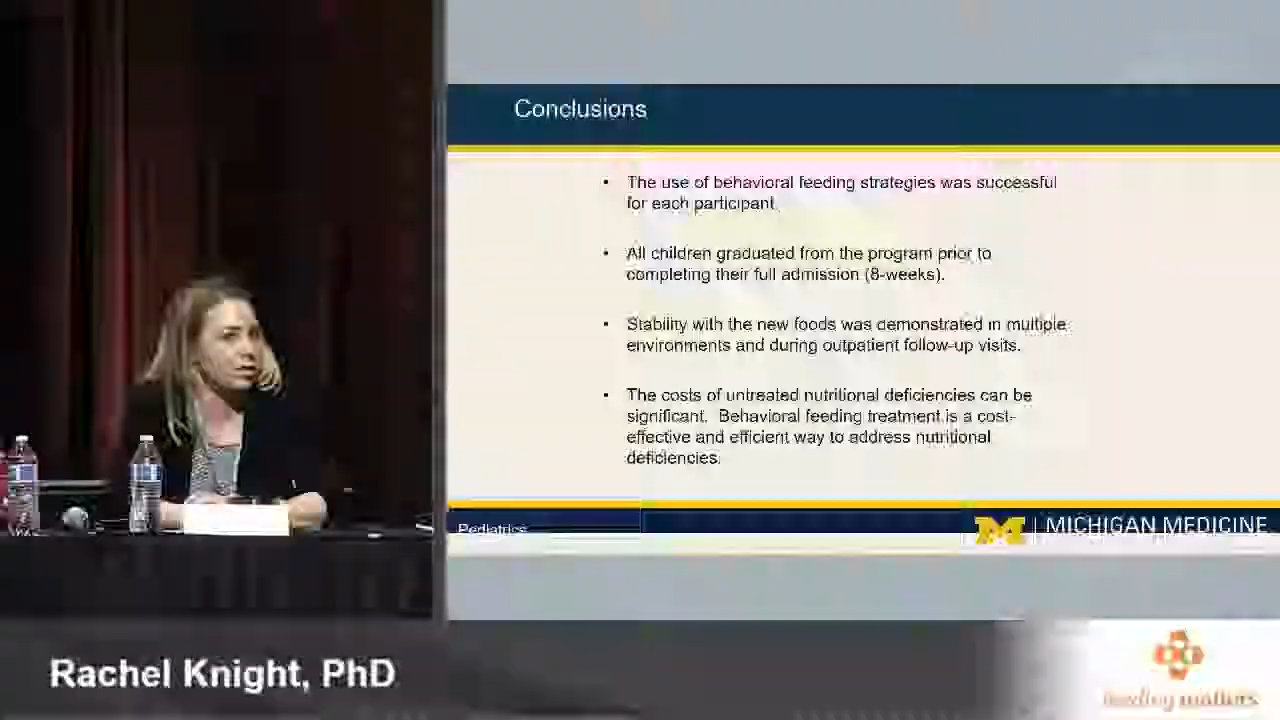 Conclusions
• The use of behavioral feeding strategies was successful
for each participant.
• All children graduated from the program prior to
completing their full admission (8-weeks).
• Stability with the new foods was demonstrated in multiple
environments and during outpatient follow-up visits.
• The costs of untreated nutritional deficiencies can be
significant. Behavioral feeding treatment is a cost-
effective and efficient way to address nutritional
deficiencies.
Pediatrics
M | MICHIGAN MEDICINE
Rachel Knight, PhD
feeding matters